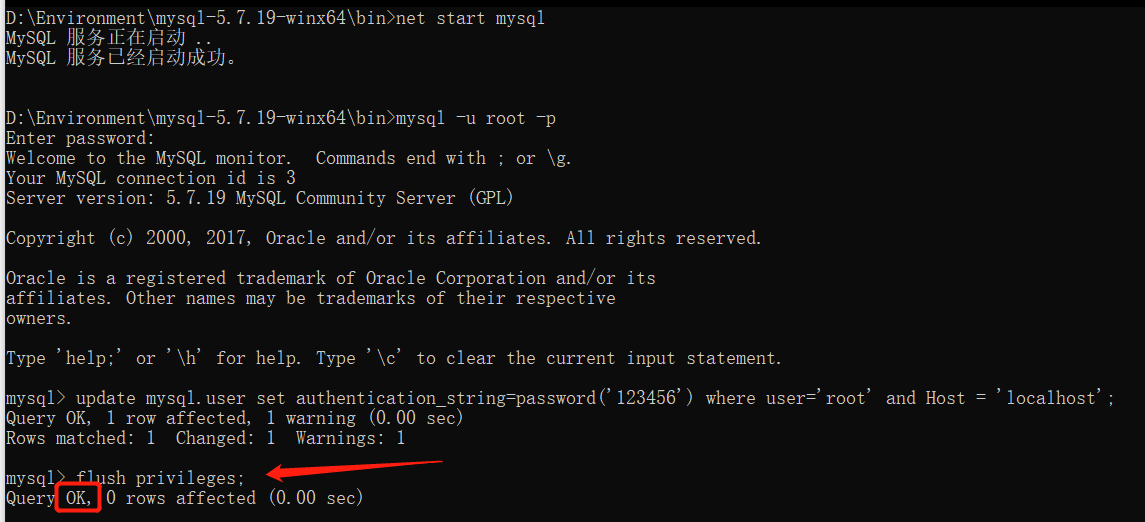 D:\Environment\mysql-5.7.19-winx64\bin>net start mysql
MySQL 服务正在启动 ..
MySQL 服务已经启动成功。
D:\Environment\mysql-5.7.19-winx64\bin>mysql -u root -p
Enter password:
Welcome to the MySQL monitor.  Commands end with ; or \g.
Your MySQL connection id is 3
Server version: 5.7.19 MySQL Community Server (GPL)
Copyright (c) 2000, 2017, Oracle and/or its affiliates. All rights reserved.
Oracle is a registered trademark of Oracle Corporation and/or its
affiliates. Other names may be trademarks of their respective
owners.
Type 'help;' or '\h' for help. Type '\c' to clear the current input statement.
mysql> update mysql.user set authentication_string=password('123456') where user='root' and Host = 'localhost';
Query OK, 1 row affected, 1 warning (0.00 sec)
Rows matched: 1  Changed: 1  Warnings: 1
mysql> flush privileges;
Query OK, 0 rows affected (0.00 sec)